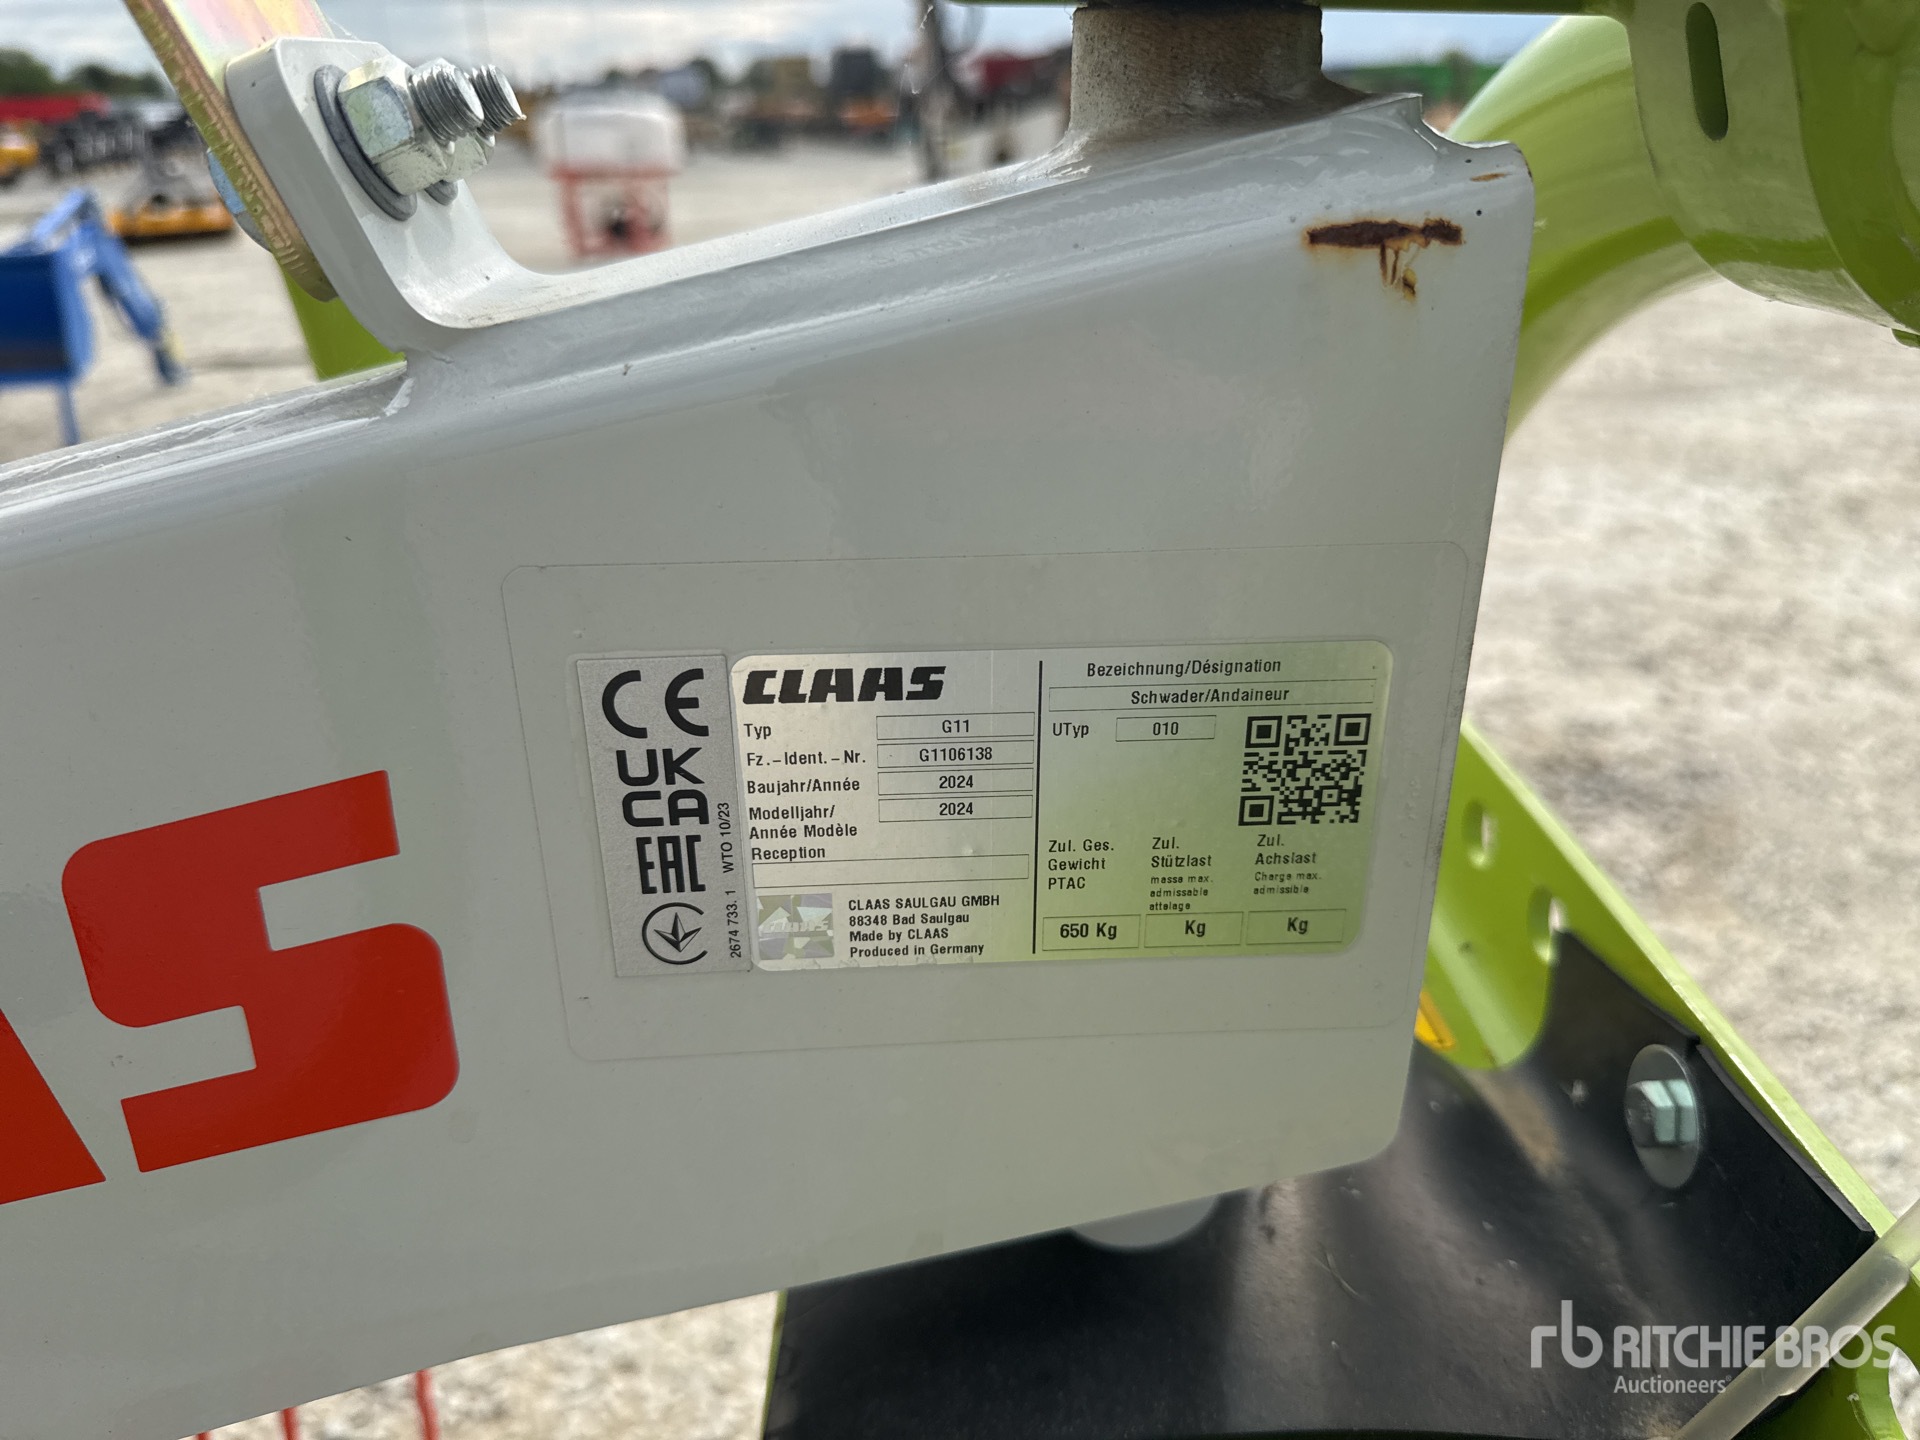 AS
CE
UK
CA
EAC
2674 733. 1 WTO 10/23
CLAAS
Typ G11
Fz.-Ident.-Nr. G1106138
Baujahr/Année 2024
Modelljahr/ 2024
Année Modèle
Reception
CLAAS SAULGAU GMBH
88348 Bad Saulgau
Made by CLAAS
Produced in Germany
Bezeichnung/Désignation
Schwader/Andaineur
UTyp 010
Zul. Ges.
Gewicht
PTAC
650 Kg
Zul.
Stützlast
masse max.
admissable
attelage
Kg
Zul.
Achslast
Charge max.
admissible
Kg
rb RITCHIE BROS
Auctioneers